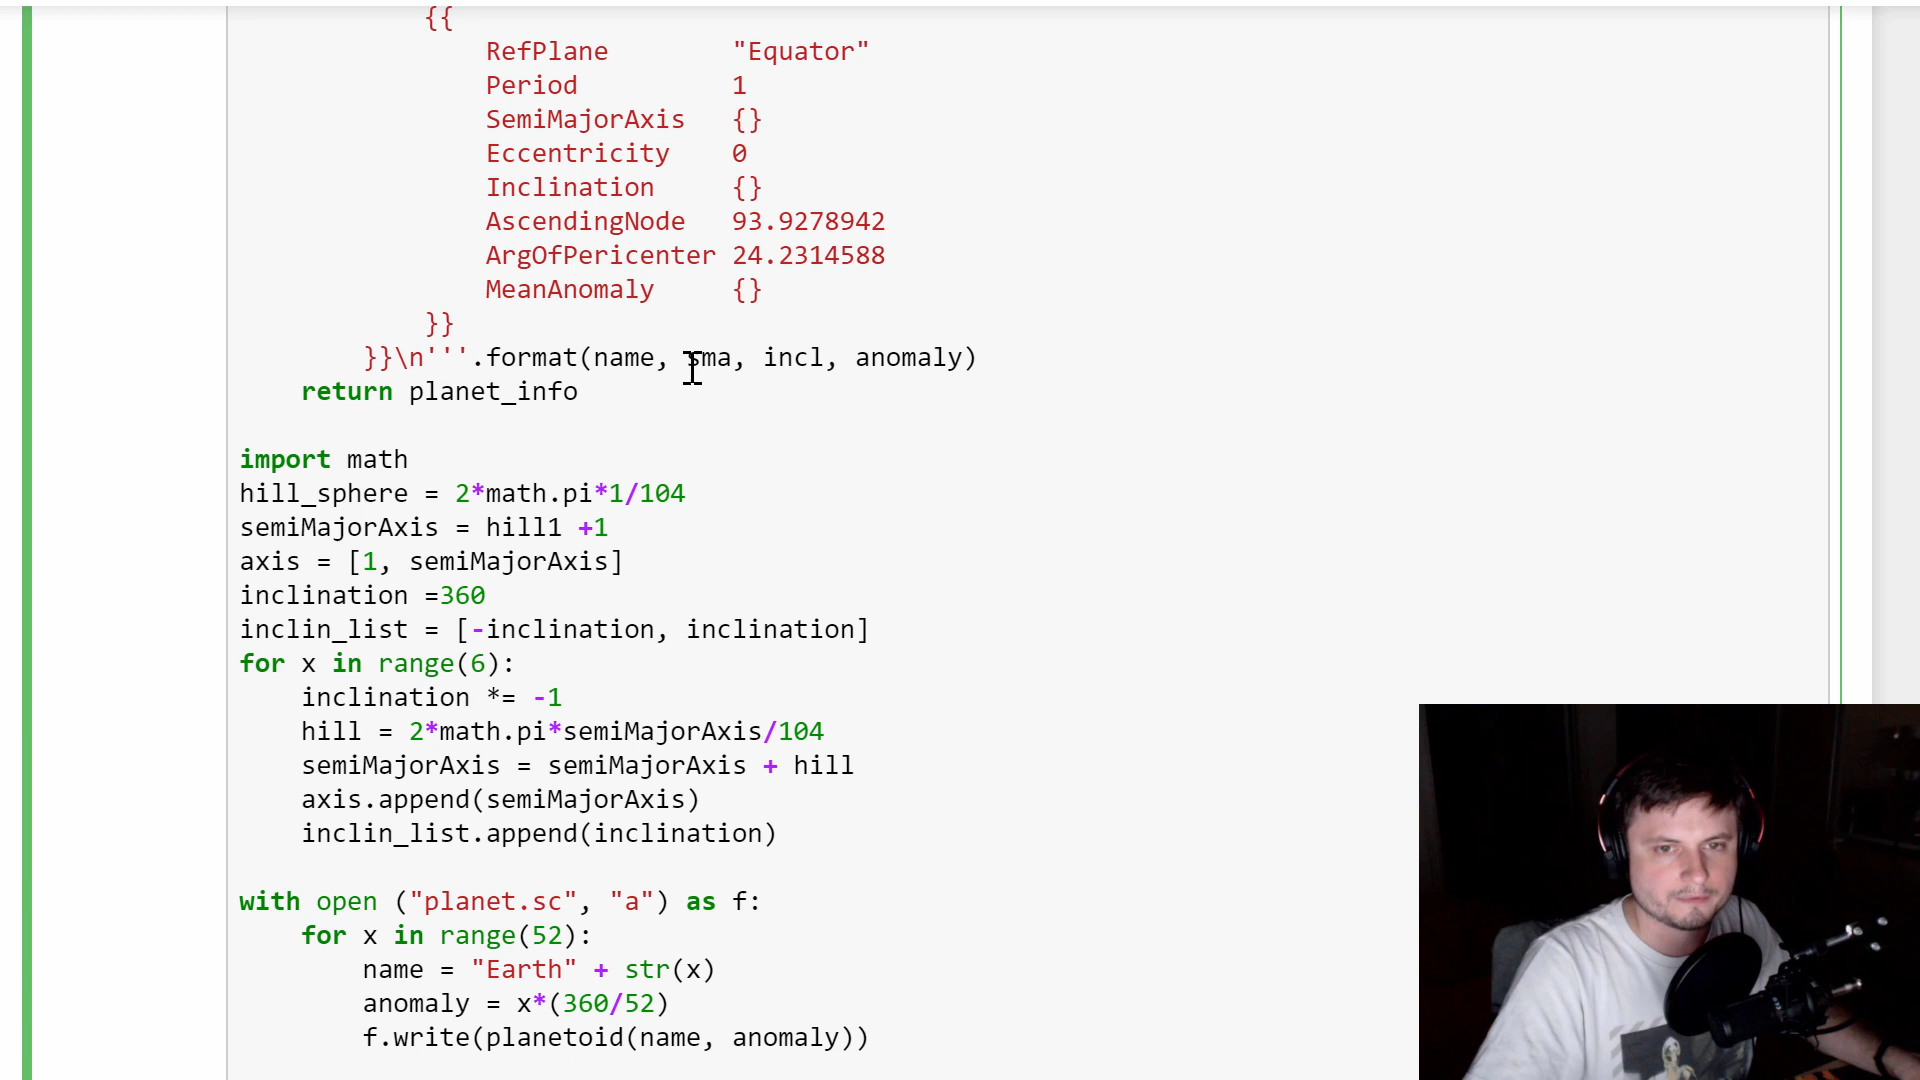 {{
RefPlane "Equator"
Period 1
SemiMajorAxis {}
Eccentricity 0
Inclination {}
AscendingNode 93.9278942
ArgOfPericenter 24.2314588
MeanAnomaly {}
}}
}}\n'''.format(name, sma, incl, anomaly)
return planet_info
import math
hill_sphere = 2*math.pi*1/104
semiMajorAxis = hill1 +1
axis = [1, semiMajorAxis]
inclination =360
inclin_list = [-inclination, inclination]
for x in range(6):
inclination *= -1
hill = 2*math.pi*semiMajorAxis/104
semiMajorAxis = semiMajorAxis + hill
axis.append(semiMajorAxis)
inclin_list.append(inclination)
with open ("planet.sc", "a") as f:
for x in range(52):
name = "Earth" + str(x)
anomaly = x*(360/52)
f.write(planetoid(name, anomaly))